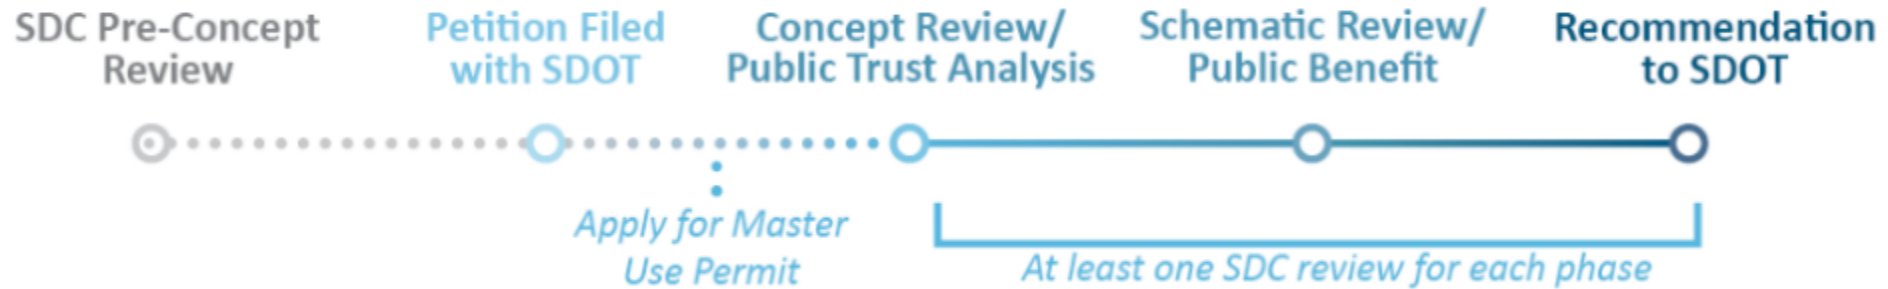 SDC Pre-Concept
Review
Petition Filed
with SDOT
Concept Review/
Public Trust Analysis
Schematic Review/
Public Benefit
Recommendation
to SDOT
Apply for Master
Use Permit
At least one SDC review for each phase